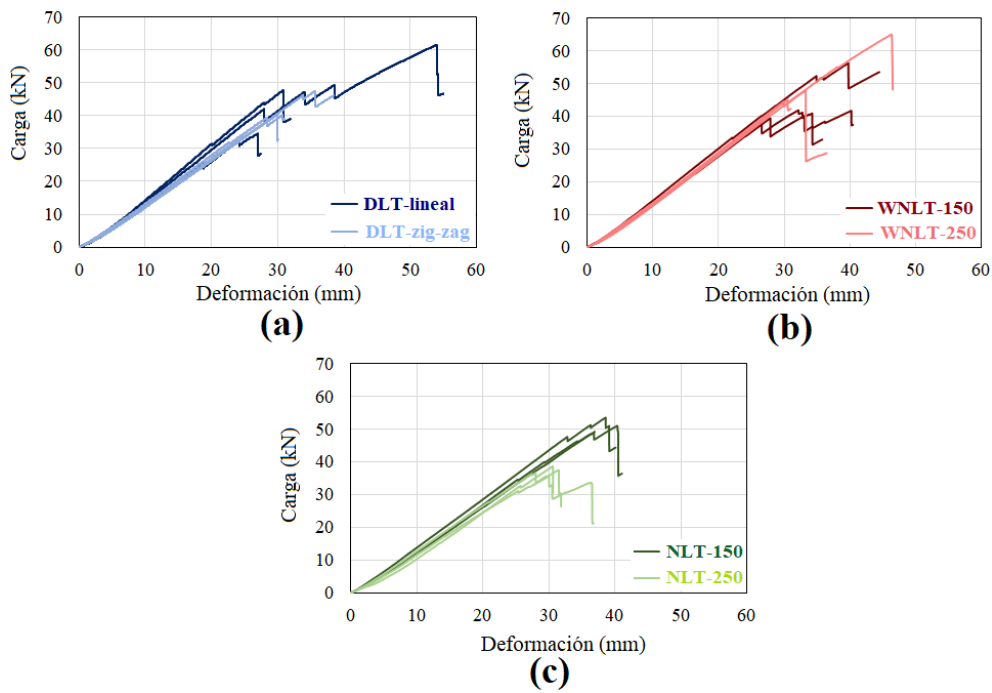 Carga (kN)
70
60
50
40
30
20
10
0
DLT-lineal
DLT-zig-zag
0 10 20 30 40 50 60
Deformación (mm)
(a)
Carga (kN)
70
60
50
40
30
20
10
0
WNLT-150
WNLT-250
0 10 20 30 40 50 60
Deformación (mm)
(b)
Carga (kN)
70
60
50
40
30
20
10
0
NLT-150
NLT-250
0 10 20 30 40 50 60
Deformación (mm)
(c)